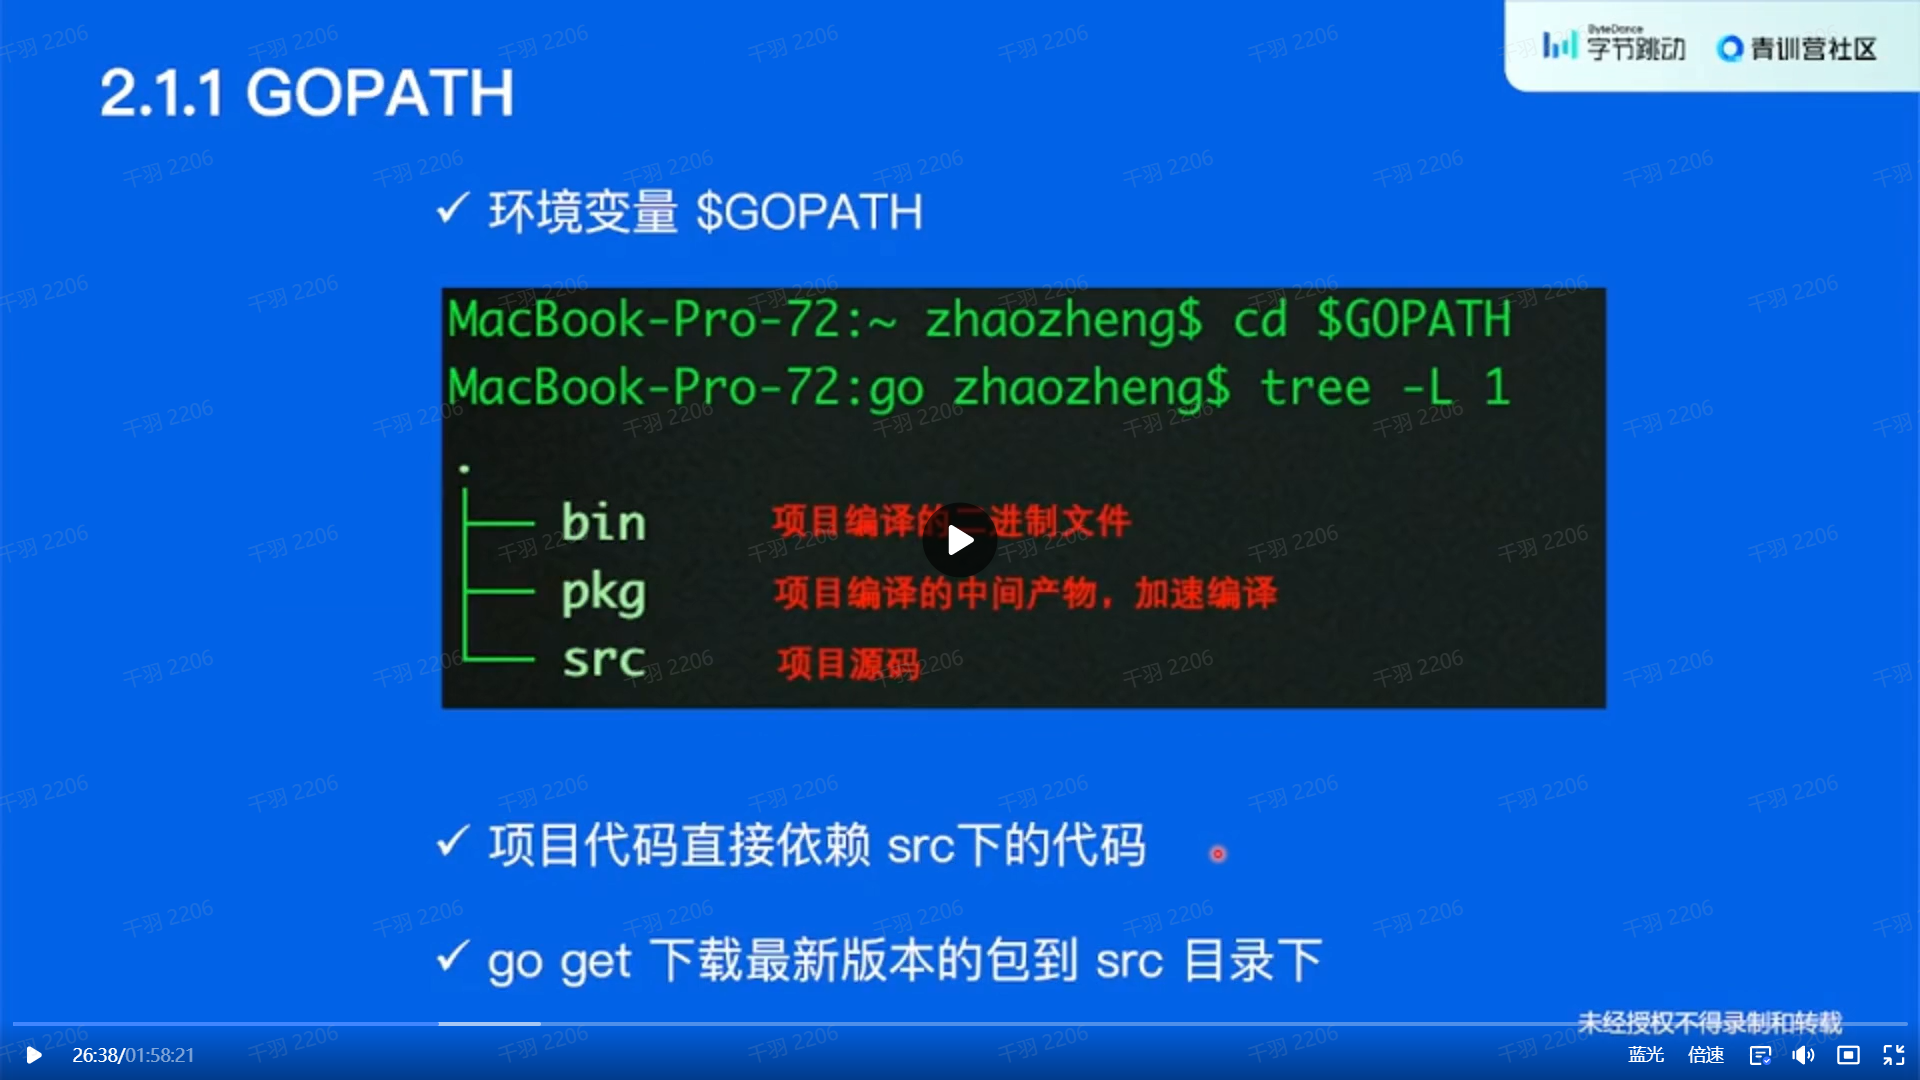 ByteDance
字节跳动
青训营社区
2.1.1 GOPATH
✓ 环境变量 $GOPATH
MacBook-Pro-72:~ zhaozheng$ cd $GOPATH
MacBook-Pro-72:go zhaozheng$ tree -L 1
.
├── bin 项目编译的二进制文件
├── pkg 项目编译的中间产物，加速编译
└── src 项目源码
✓ 项目代码直接依赖 src下的代码
✓ go get 下载最新版本的包到 src 目录下
未经授权不得录制和转载
26:38/01:58:21
蓝光 倍速
千羽 2206